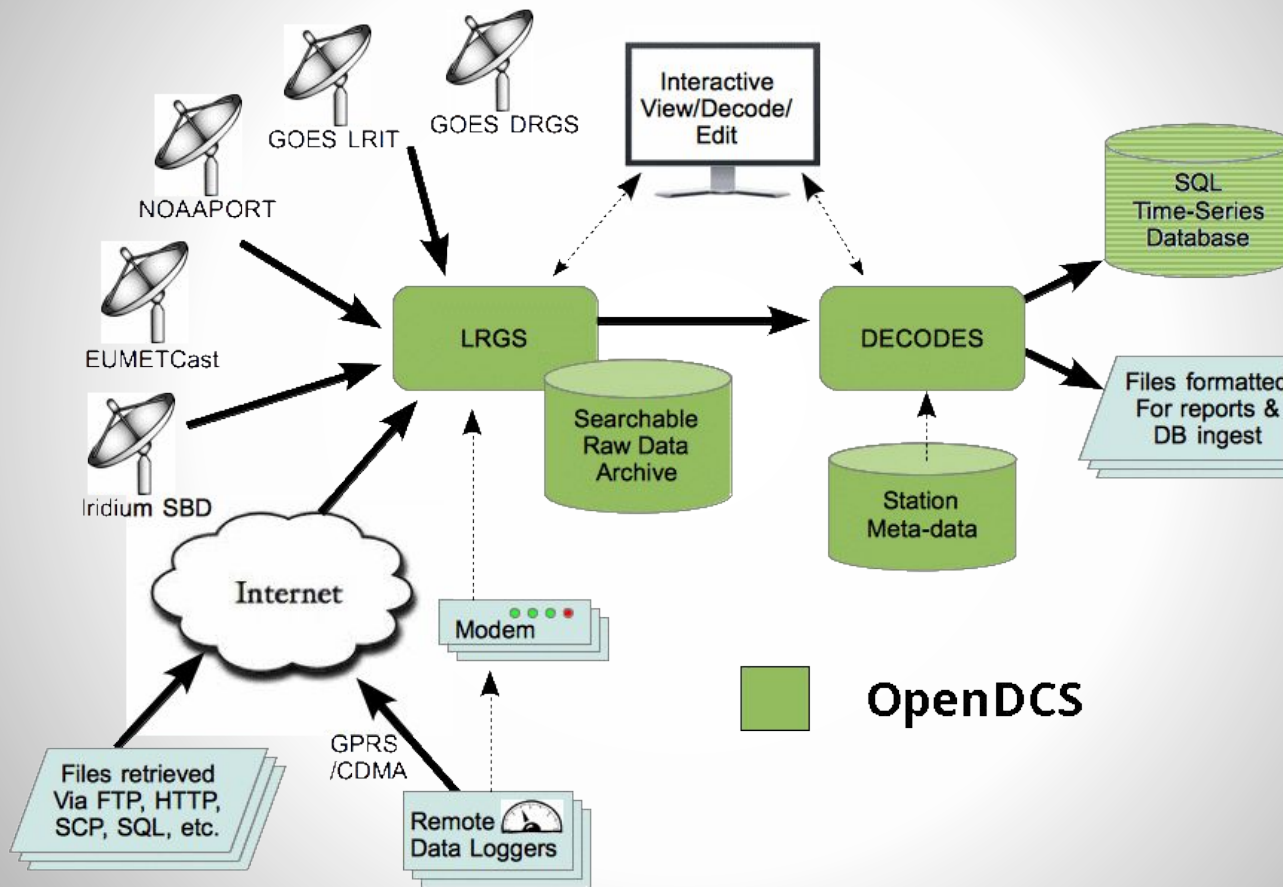 GOES LRIT
GOES DRGS
NOAAPORT
EUMETCast
Iridium SBD
Interactive
View/Decode/
Edit
SQL
Time-Series
Database
LRGS
DECODES
Searchable
Raw Data
Archive
Station
Meta-data
Files formatted
For reports &
DB ingest
Internet
Modem
OpenDCS
GPRS
/CDMA
Files retrieved
Via FTP, HTTP,
SCP, SQL, etc.
Remote
Data Loggers